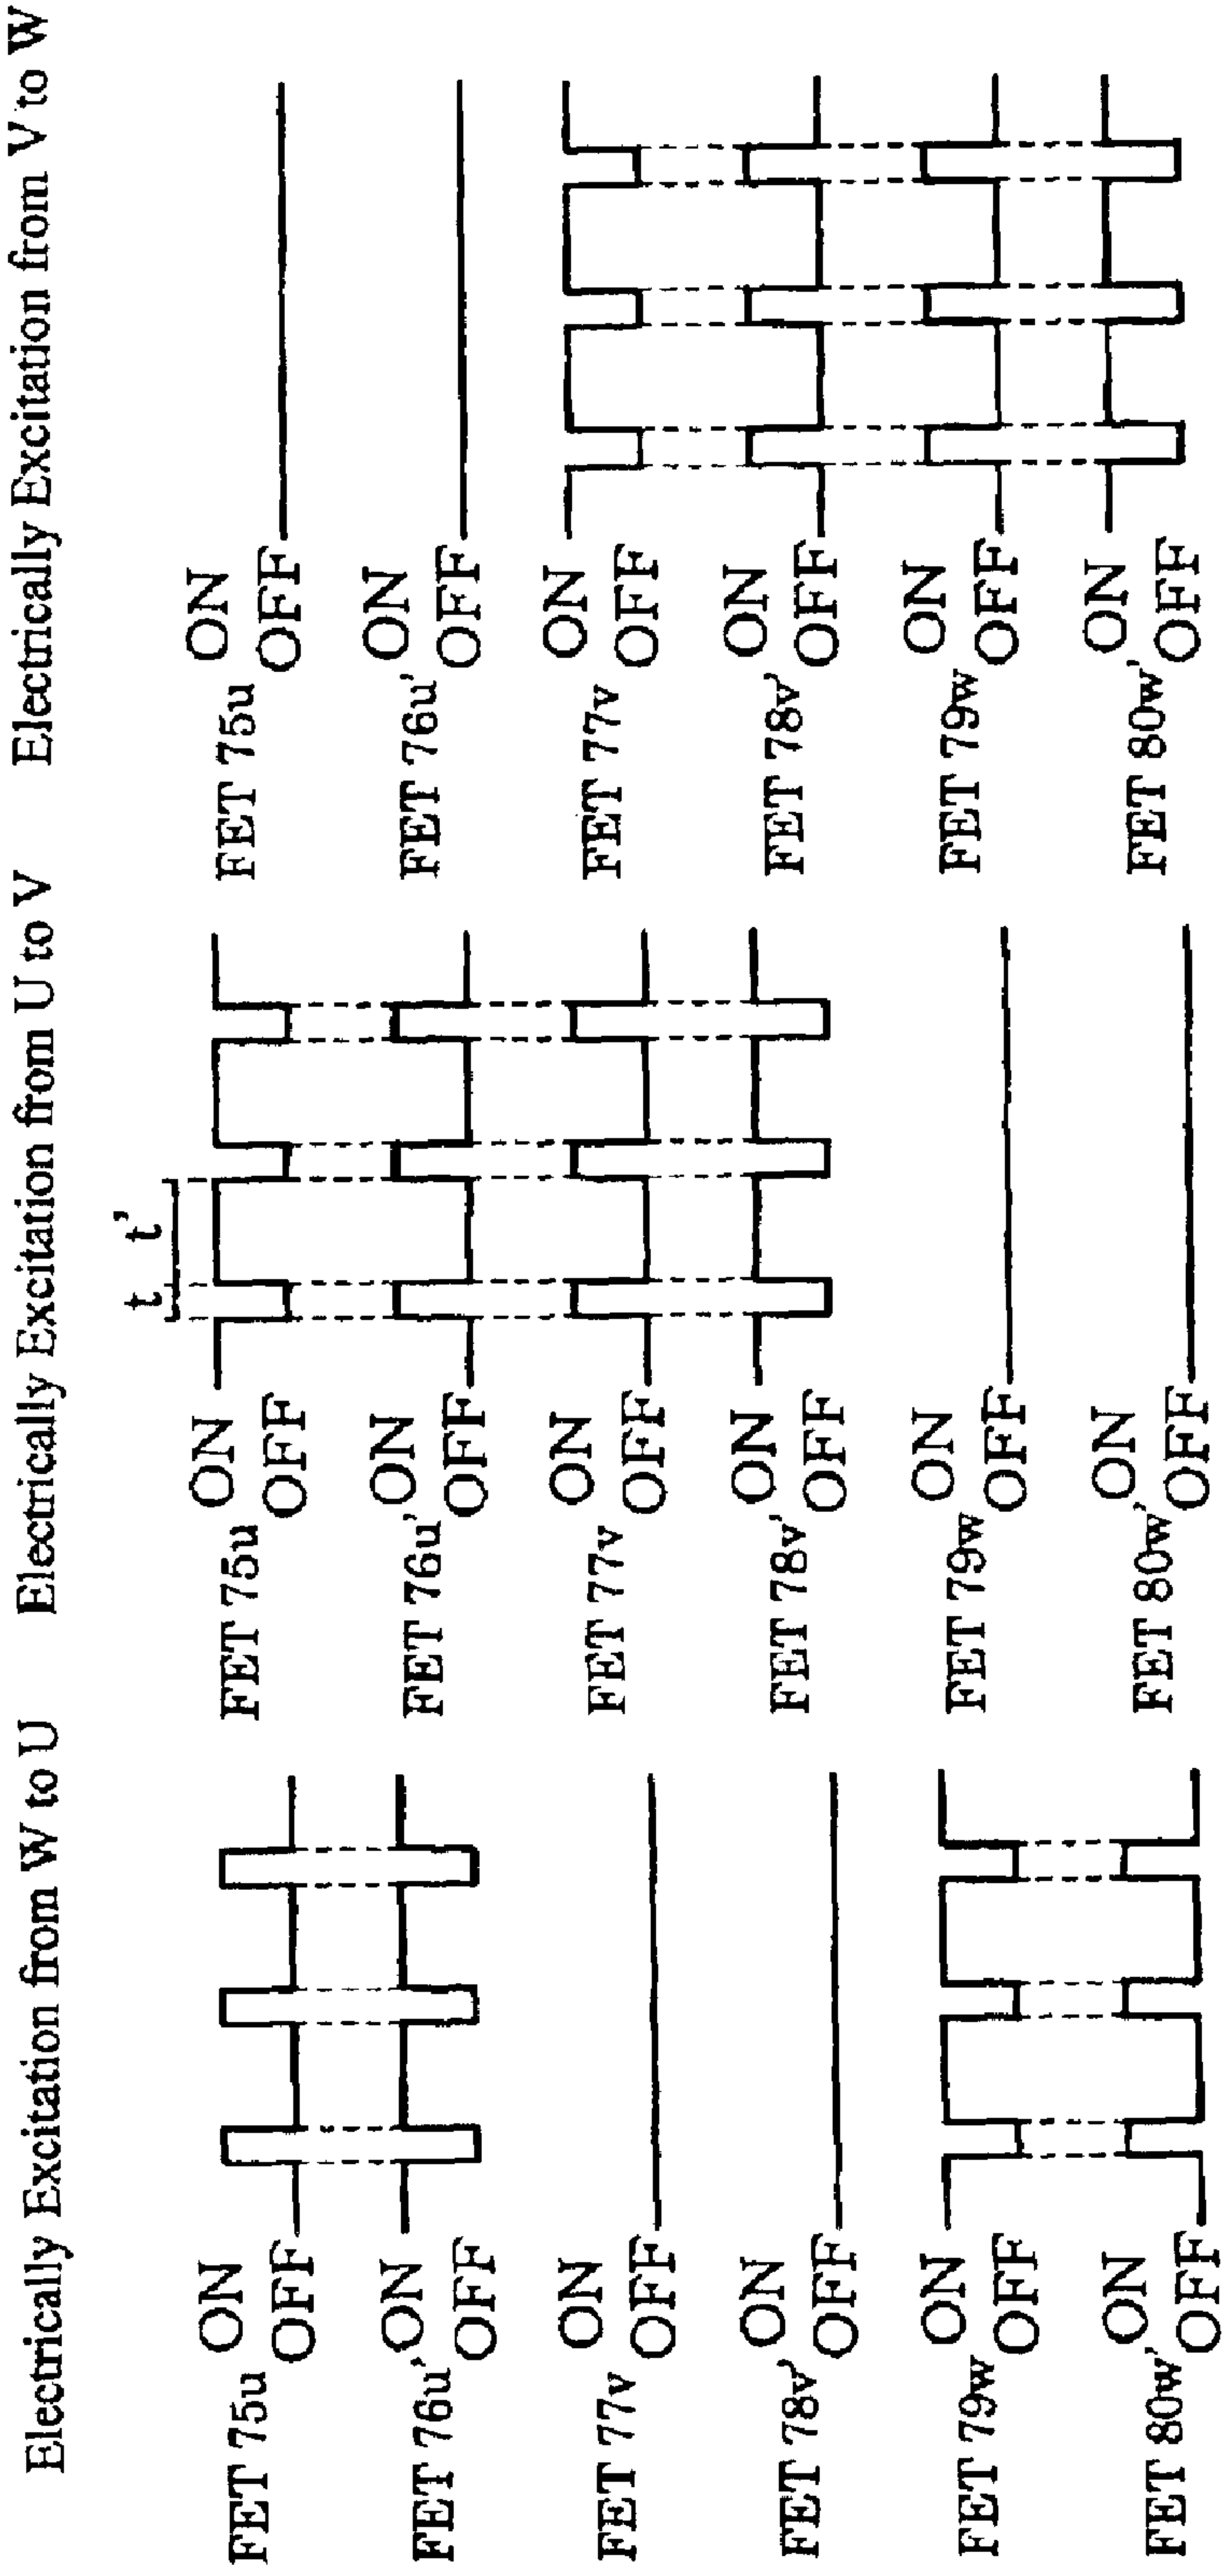 Electrically Excitation from W to U
FET 75u
ON
OFF
FET 76u'
ON
OFF
FET 77v
ON
OFF
FET 78v'
ON
OFF
FET 79w
ON
OFF
FET 80w'
ON
OFF
Electrically Excitation from U to V
t t'
FET 75u
ON
OFF
FET 76u'
ON
OFF
FET 77v
ON
OFF
FET 78v'
ON
OFF
FET 79w
ON
OFF
FET 80w'
ON
OFF
Electrically Excitation from V to W
FET 75u
ON
OFF
FET 76u'
ON
OFF
FET 77v
ON
OFF
FET 78v'
ON
OFF
FET 79w
ON
OFF
FET 80w'
ON
OFF